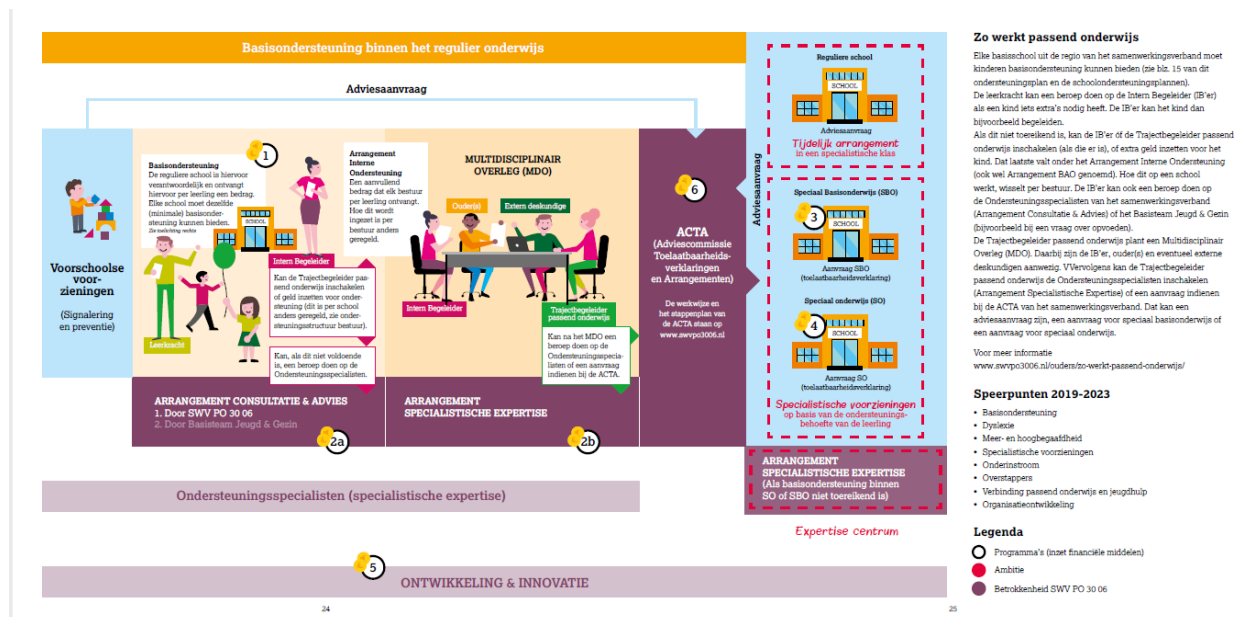 Basisondersteuning binnen het regulier onderwijs
Adviesaanvraag
Voorschoolse
voor-
zieningen
(Signalering
en preventie)
Basisondersteuning
De reguliere school is hiervoor
verantwoordelijk en ontvangt
hiervoor per leerling een bedrag.
Elke school moet dezelfde
(minimale) basisonder-
steuning kunnen bieden.
Zie toelichting rechts
1
SCHOOL
Leerkracht
Intern Begeleider
Kan de Trajectbegeleider pas-
send onderwijs inschakelen
of geld inzetten voor onder-
steuning (dit is per school
anders geregeld, zie onder-
steuningsstructuur bestuur).
Kan, als dit niet voldoende
is, een beroep doen op de
Ondersteuningsspecialisten.
Arrangement
Interne
Ondersteuning
Een aanvullend
bedrag dat elk bestuur
per leerling ontvangt.
Hoe dit wordt
ingezet is per
bestuur anders
geregeld.
MULTIDISCIPLINAIR
OVERLEG (MDO)
Ouder(s)
Extern deskundige
Intern Begeleider
Trajectbegeleider
passend onderwijs
Kan na het MDO een
beroep doen op de
Ondersteuningsspecia-
listen of een aanvraag
indienen bij de ACTA.
ARRANGEMENT CONSULTATIE & ADVIES
1. Door SWV PO 30 06
2. Door Basisteam Jeugd & Gezin
2a
ARRANGEMENT
SPECIALISTISCHE EXPERTISE
2b
6
ACTA
(Adviescommissie
Toelaatbaarheids-
verklaringen
en Arrangementen)
De werkwijze en
het stappenplan van
de ACTA staan op
www.swvpo3006.nl
Adviesaanvraag
Reguliere school
SCHOOL
Adviesaanvraag
Tijdelijk arrangement
in een specialistische klas
Speciaal Basisonderwijs (SBO)
3
SCHOOL
Aanvraag SBO
(toelaatbaarheidsverklaring)
Speciaal onderwijs (SO)
4
SCHOOL
Aanvraag SO
(toelaatbaarheidsverklaring)
Specialistische voorzieningen
op basis van de ondersteunings-
behoefte van de leerling
ARRANGEMENT
SPECIALISTISCHE EXPERTISE
(Als basisondersteuning binnen
SO of SBO niet toereikend is)
Expertise centrum
Ondersteuningsspecialisten (specialistische expertise)
5
ONTWIKKELING & INNOVATIE
24
25
Zo werkt passend onderwijs
Elke basisschool uit de regio van het samenwerkingsverband moet
kinderen basisondersteuning kunnen bieden (zie blz. 15 van dit
ondersteuningsplan en de schoolondersteuningsplannen).
De leerkracht kan een beroep doen op de Intern Begeleider (IB'er)
als een kind iets extra's nodig heeft. De IB'er kan het kind dan
bijvoorbeeld begeleiden.
Als dit niet toereikend is, kan de IB'er óf de Trajectbegeleider passend
onderwijs inschakelen (als die er is), of extra geld inzetten voor het
kind. Dat laatste valt onder het Arrangement Interne Ondersteuning
(ook wel Arrangement BAO genoemd). Hoe dit op een school
werkt, wisselt per bestuur. De IB'er kan ook een beroep doen op
de Ondersteuningsspecialisten van het samenwerkingsverband
(Arrangement Consultatie & Advies) of het Basisteam Jeugd & Gezin
(bijvoorbeeld bij een vraag over opvoeden).
De Trajectbegeleider passend onderwijs plant een Multidisciplinair
Overleg (MDO). Daarbij zijn de IB'er, ouder(s) en eventueel externe
deskundigen aanwezig. VVervolgens kan de Trajectbegeleider
passend onderwijs de Ondersteuningsspecialisten inschakelen
(Arrangement Specialistische Expertise) of een aanvraag indienen
bij de ACTA van het samenwerkingsverband. Dat kan een
adviesaanvraag zijn, een aanvraag voor speciaal basisonderwijs of
een aanvraag voor speciaal onderwijs.
Voor meer informatie
www.swvpo3006.nl/ouders/zo-werkt-passend-onderwijs/
Speerpunten 2019-2023
• Basisondersteuning
• Dyslexie
• Meer- en hoogbegaafdheid
• Specialistische voorzieningen
• Onderinstroom
• Overstappers
• Verbinding passend onderwijs en jeugdhulp
• Organisatieontwikkeling
Legenda
Programma's (inzet financiële middelen)
Ambitie
Betrokkenheid SWV PO 30 06